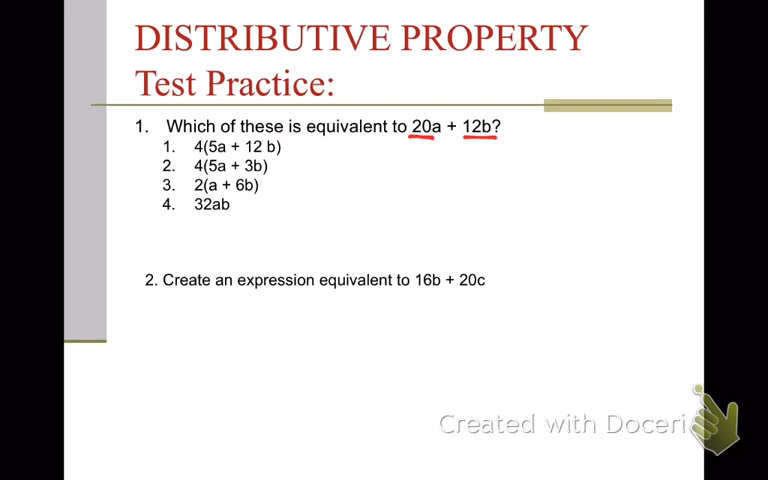 DISTRIBUTIVE PROPERTY
Test Practice:
1. Which of these is equivalent to 20a + 12b?
1. 4(5a + 12 b)
2. 4(5a + 3b)
3. 2(a + 6b)
4. 32ab
2. Create an expression equivalent to 16b + 20c
Created with Doceri